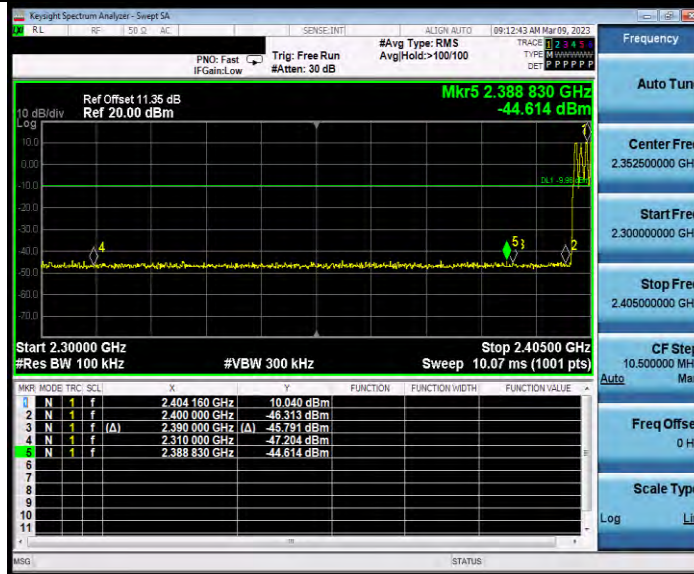 Keysight Spectrum Analyzer - Swept SA
RL RF 50 Ω AC SENSE:INT ALIGN AUTO 09:12:43 AM Mar 09, 2023
PNO: Fast Trig: Free Run #Avg Type: RMS TRACE 1 2 3 4 5
IFGain:Low #Atten: 30 dB Avg|Hold:>100/100 TYPE M WWWWW
DET P P P P P P
Frequency
Auto Tun
Center Fre
2.352500000 GH
Start Fre
2.300000000 GH
Stop Fre
2.405000000 GH
CF Step
10.500000 MH
Auto Ma
Freq Offse
0 H
Scale Type
Log Li
Ref Offset 11.35 dB
10 dB/div Ref 20.00 dBm
Log
Mkr5 2.388 830 GHz
-44.614 dBm
10.0
0.00
-10.0
-20.0
-30.0
-40.0
-50.0
-60.0
-70.0
1
DL1 -9.96 dBm
4
5 3
2
Start 2.30000 GHz Stop 2.40500 GHz
#Res BW 100 kHz #VBW 300 kHz Sweep 10.07 ms (1001 pts)
MKR MODE TRC SCL X Y FUNCTION FUNCTION WIDTH FUNCTION VALUE
1 N 1 f 2.404 160 GHz 10.040 dBm
2 N 1 f 2.400 000 GHz -46.313 dBm
3 N 1 f (Δ) 2.390 000 GHz (Δ) -45.791 dBm
4 N 1 f 2.310 000 GHz -47.204 dBm
5 N 1 f 2.388 830 GHz -44.614 dBm
6
7
8
9
10
11
MSG STATUS